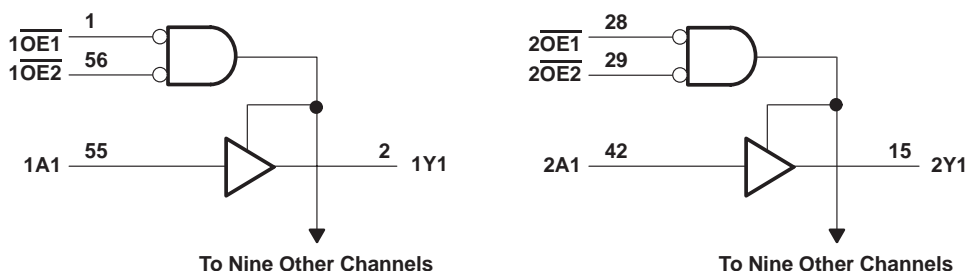 1
1OE1
56
1OE2
1A1
55
2
1Y1
To Nine Other Channels
28
2OE1
29
2OE2
2A1
42
15
2Y1
To Nine Other Channels